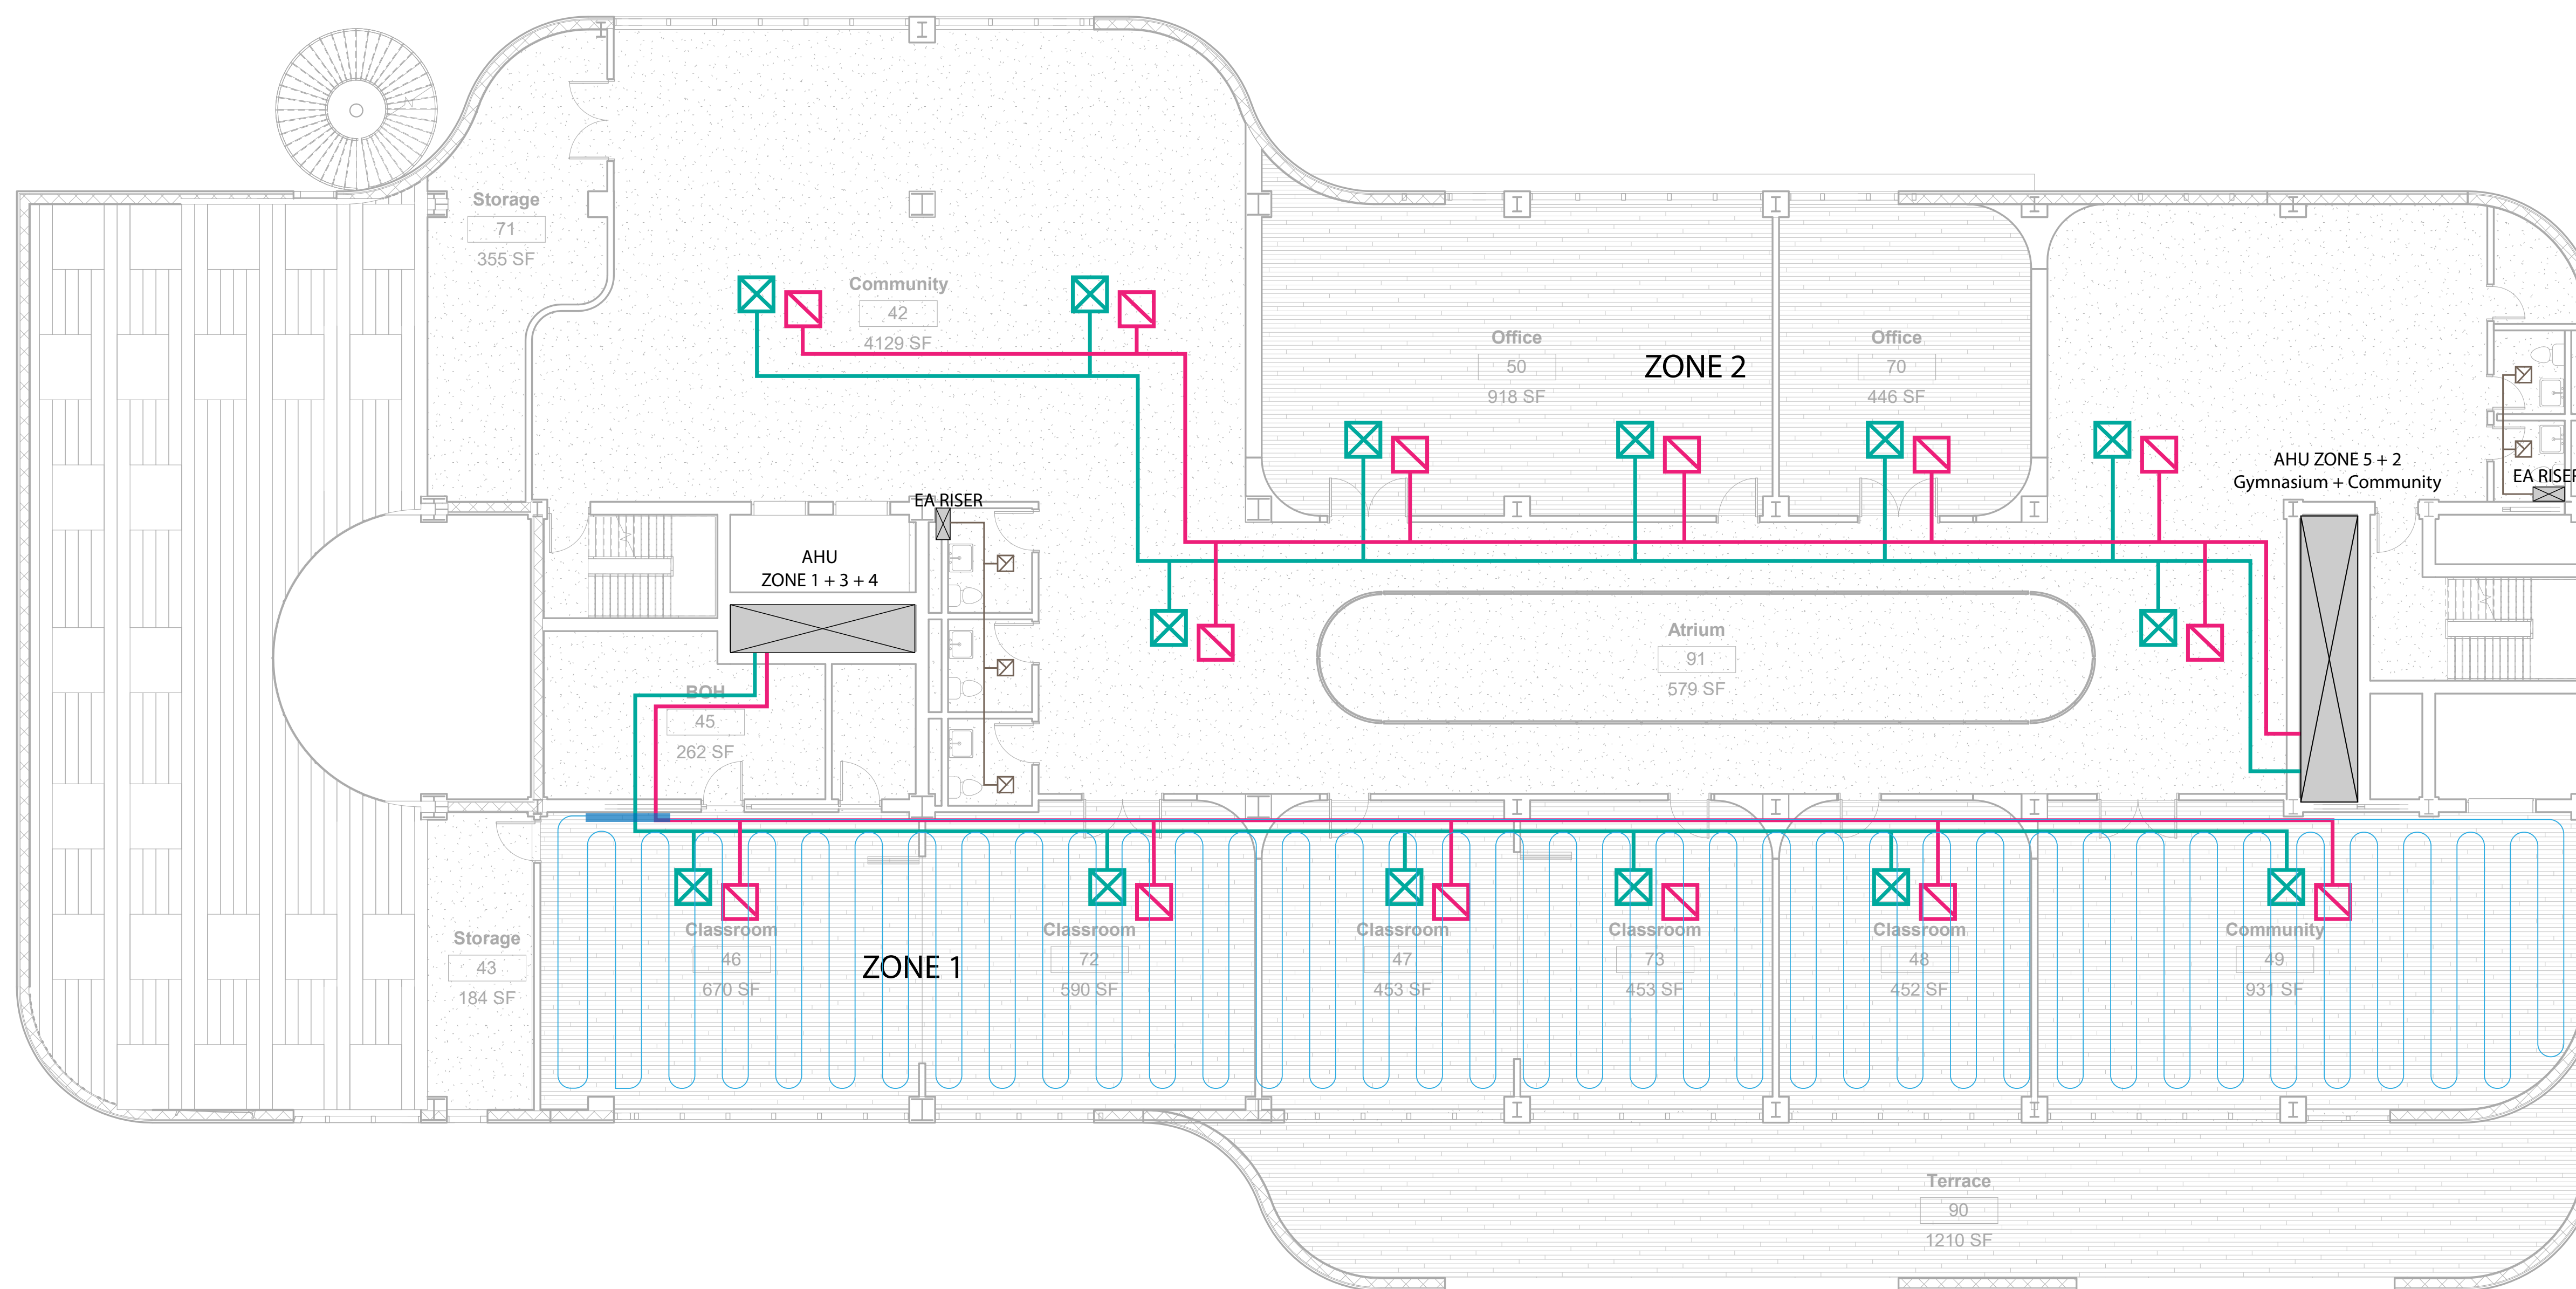 Storage
71
355 SF
Community
42
4129 SF
Office
50
918 SF
ZONE 2
Office
70
446 SF
AHU ZONE 5 + 2
Gymnasium + Community
EA RISER
EA RISER
AHU
ZONE 1 + 3 + 4
Atrium
91
579 SF
BOH
45
262 SF
Storage
43
184 SF
Classroom
46
670 SF
ZONE 1
Classroom
72
590 SF
Classroom
47
453 SF
Classroom
73
453 SF
Classroom
48
452 SF
Community
49
931 SF
Terrace
90
1210 SF